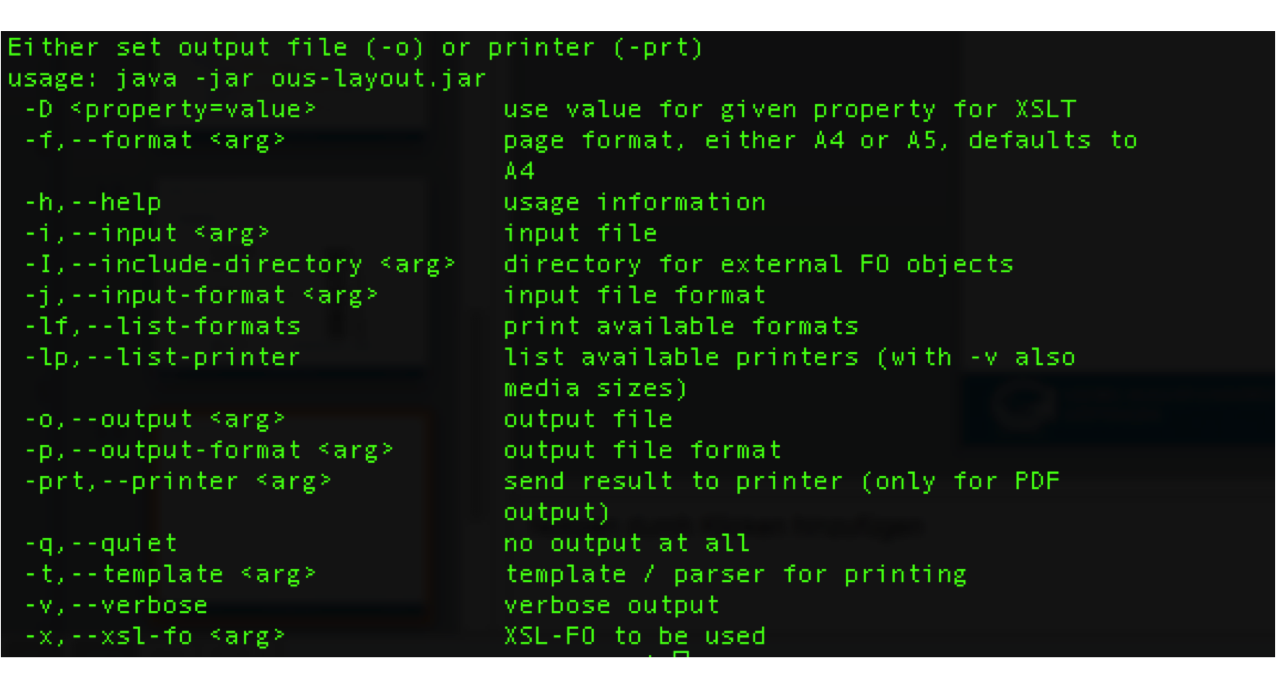 Either set output file (-o) or printer (-prt)
usage: java -jar ous-layout.jar
-D <property=value> use value for given property for XSLT
-f,--format <arg> page format, either A4 or A5, defaults to
A4
-h,--help usage information
-i,--input <arg> input file
-I,--include-directory <arg> directory for external FO objects
-j,--input-format <arg> input file format
-lf,--list-formats print available formats
-lp,--list-printer list available printers (with -v also
media sizes)
-o,--output <arg> output file
-p,--output-format <arg> output file format
-prt,--printer <arg> send result to printer (only for PDF
output)
-q,--quiet no output at all
-t,--template <arg> template / parser for printing
-v,--verbose verbose output
-x,--xsl-fo <arg> XSL-FO to be used